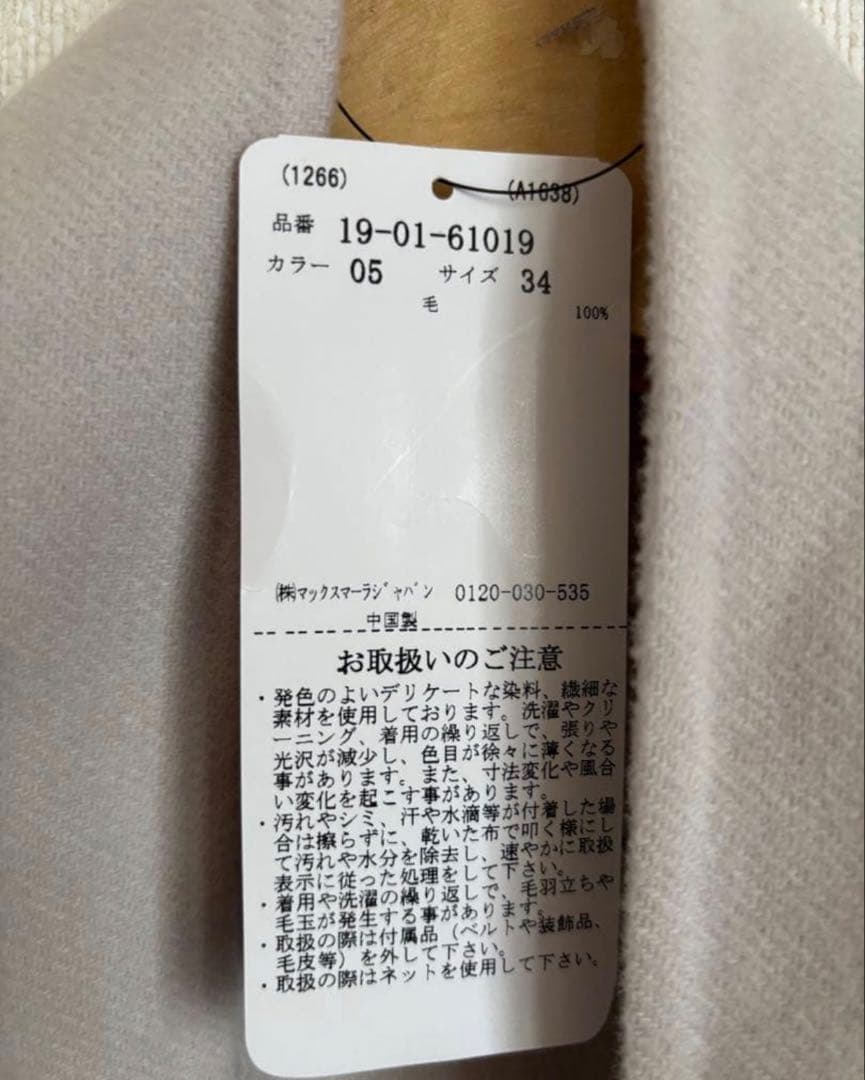 (1266) (A1638)
品番 19-01-61019
カラー 05 サイズ 34
毛 100%
㈱マックスマーラジャパン 0120-030-535
中国製
お取扱いのご注意
・発色のよいデリケートな染料、繊細な
素材を使用しております。洗濯やクリ
ーニング、着用の繰り返しで、張りや
光沢が減少し、色目が徐々に薄くなる
事があります。また、寸法変化や風合
い変化を起こす事があります。
・汚れやシミ、汗や水滴等が付着した場
合は擦らずに、乾いた布で叩く様にし
て汚れや水分を除去し、速やかに取扱
表示に従った処理をして下さい。
・着用や洗濯の繰り返しで、毛羽立ちや
毛玉が発生する事があります。
・取扱の際は付属品（ベルトや装飾品、
毛皮等）を外して下さい。
・取扱の際はネットを使用して下さい。